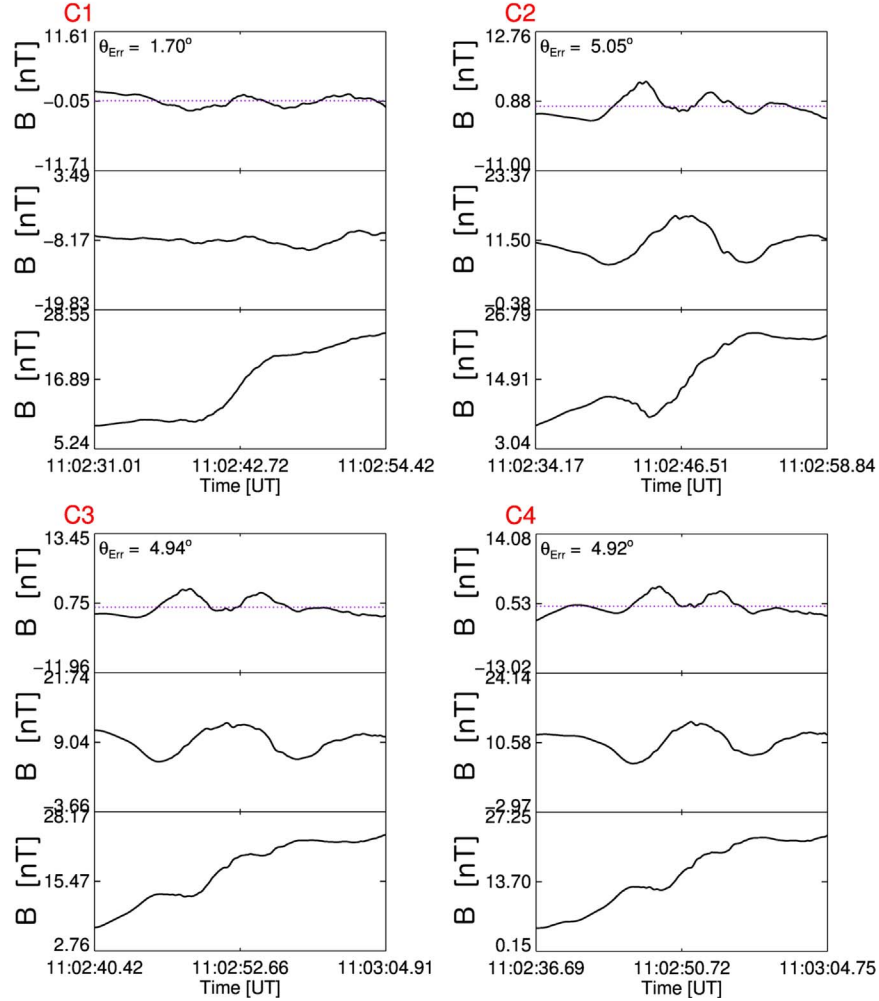 C1
θErr = 1.70°
B [nT]
11.61
−0.05
−11.71
B [nT]
3.49
−8.17
−19.83
B [nT]
28.55
16.89
5.24
11:02:31.01 11:02:42.72 11:02:54.42
Time [UT]
C2
θErr = 5.05°
B [nT]
12.76
0.88
−11.00
B [nT]
23.37
11.50
−0.38
B [nT]
26.79
14.91
3.04
11:02:34.17 11:02:46.51 11:02:58.84
Time [UT]
C3
θErr = 4.94°
B [nT]
13.45
0.75
−11.96
B [nT]
21.74
9.04
−3.66
B [nT]
28.17
15.47
2.76
11:02:40.42 11:02:52.66 11:03:04.91
Time [UT]
C4
θErr = 4.92°
B [nT]
14.08
0.53
−13.02
B [nT]
24.14
10.58
−2.97
B [nT]
27.25
13.70
0.15
11:02:36.69 11:02:50.72 11:03:04.75
Time [UT]